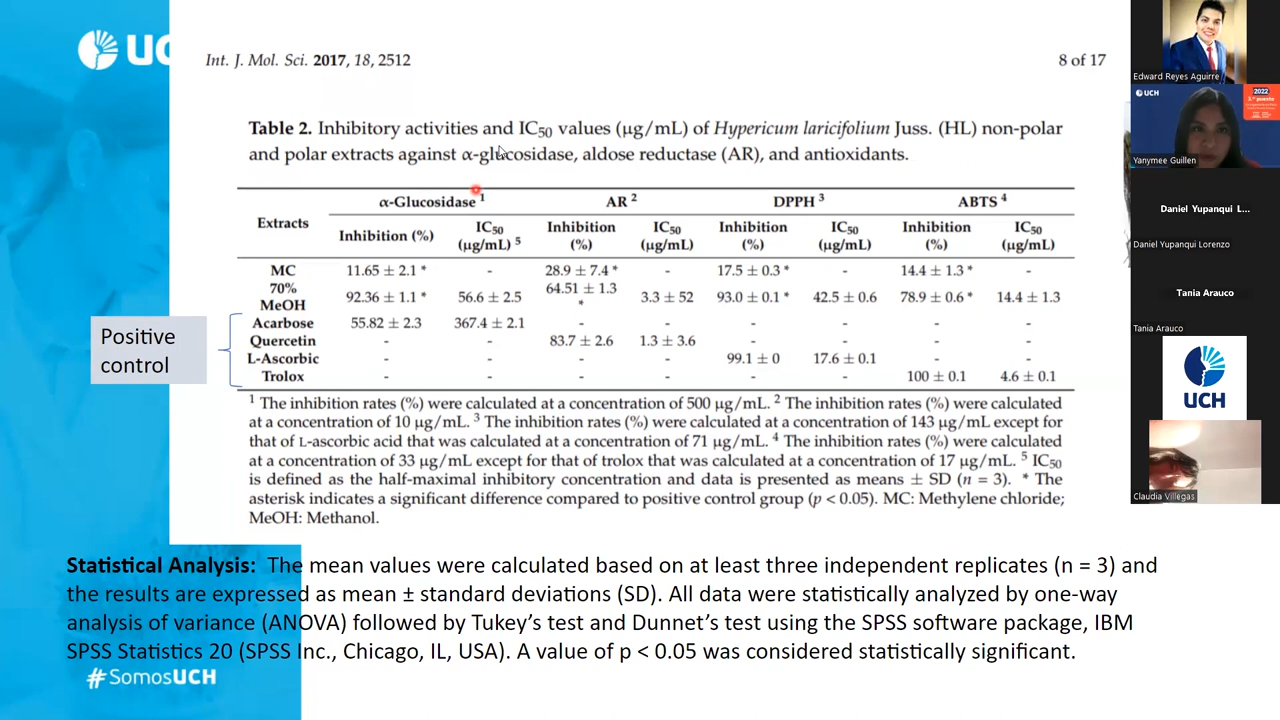 UC
Int. J. Mol. Sci. 2017, 18, 2512
8 of 17
Table 2. Inhibitory activities and IC50 values (µg/mL) of Hypericum laricifolium Juss. (HL) non-polar
and polar extracts against α-glucosidase, aldose reductase (AR), and antioxidants.
Extracts
α-Glucosidase 1
AR 2
DPPH 3
ABTS 4
Inhibition (%)
IC50
(µg/mL) 5
Inhibition
(%)
IC50
(µg/mL)
Inhibition
(%)
IC50
(µg/mL)
Inhibition
(%)
IC50
(µg/mL)
MC 11.65 ± 2.1 * - 28.9 ± 7.4 * - 17.5 ± 0.3 * - 14.4 ± 1.3 * -
70%
MeOH 92.36 ± 1.1 * 56.6 ± 2.5 64.51 ± 1.3
* 3.3 ± 52 93.0 ± 0.1 * 42.5 ± 0.6 78.9 ± 0.6 * 14.4 ± 1.3
Acarbose 55.82 ± 2.3 367.4 ± 2.1 - - - - - -
Quercetin - - 83.7 ± 2.6 1.3 ± 3.6 - - - -
L-Ascorbic - - - - 99.1 ± 0 17.6 ± 0.1 - -
Trolox - - - - - - 100 ± 0.1 4.6 ± 0.1
Positive
control
1 The inhibition rates (%) were calculated at a concentration of 500 µg/mL. 2 The inhibition rates (%) were calculated
at a concentration of 10 µg/mL. 3 The inhibition rates (%) were calculated at a concentration of 143 µg/mL except for
that of L-ascorbic acid that was calculated at a concentration of 71 µg/mL. 4 The inhibition rates (%) were calculated
at a concentration of 33 µg/mL except for that of trolox that was calculated at a concentration of 17 µg/mL. 5 IC50
is defined as the half-maximal inhibitory concentration and data is presented as means ± SD (n = 3). * The
asterisk indicates a significant difference compared to positive control group (p < 0.05). MC: Methylene chloride;
MeOH: Methanol.
Statistical Analysis: The mean values were calculated based on at least three independent replicates (n = 3) and
the results are expressed as mean ± standard deviations (SD). All data were statistically analyzed by one-way
analysis of variance (ANOVA) followed by Tukey's test and Dunnet's test using the SPSS software package, IBM
SPSS Statistics 20 (SPSS Inc., Chicago, IL, USA). A value of p < 0.05 was considered statistically significant.
#SomosUCH
Edward Reyes Aguirre
UCH
2022
Yanymee Guillen
Daniel Yupanqui L...
Daniel Yupanqui Lorenzo
Tania Arauco
Tania Arauco
UCH
Claudia Villegas